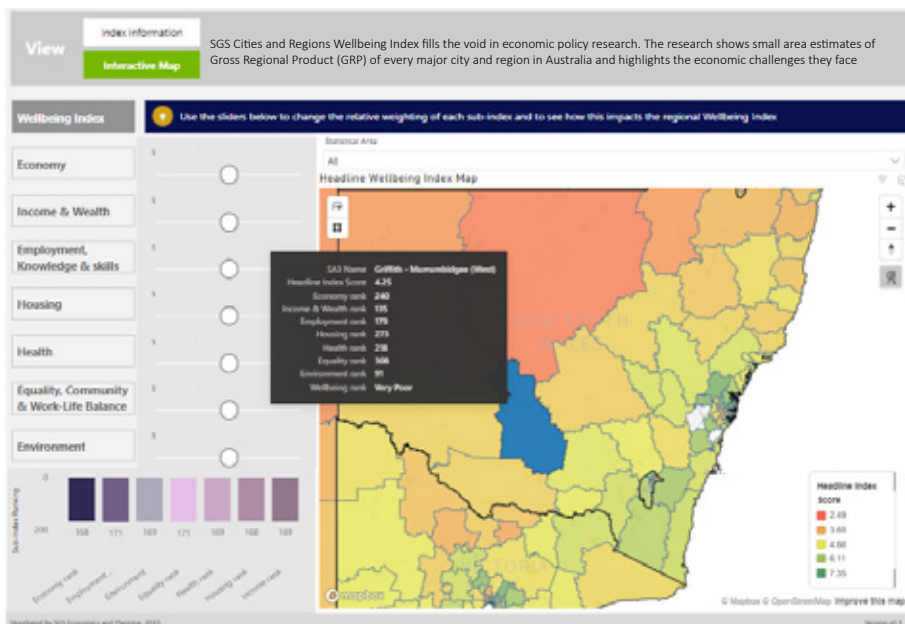 View
Index information
Interactive Map
SGS Cities and Regions Wellbeing Index fills the void in economic policy research. The research shows small area estimates of
Gross Regional Product (GRP) of every major city and region in Australia and highlights the economic challenges they face
Wellbeing Index
Use the sliders below to change the relative weighting of each sub-index and to see how this impacts the regional Wellbeing Index
Economy
Income & Wealth
Employment,
Knowledge & skills
Housing
Health
Equality, Community
& Work-Life Balance
Environment
Statistical Area
All
Headline Wellbeing Index Map
SA3 Name Griffith - Murrumbidgee (West)
Headline Index Score 4.25
Economy rank 240
Income & Wealth rank 135
Employment rank 179
Housing rank 273
Health rank 218
Equality rank 306
Environment rank 91
Wellbeing rank Very Poor
VICTORIA
Headline Index
Score
2.49
3.68
4.86
6.11
7.35
Sub-Index Ranking
0
200
168
171
169
171
169
168
169
Economy rank
Employment...
Environment
Equality rank
Health rank
Housing rank
Income rank
mapbox
© Mapbox © OpenStreetMap Improve this map